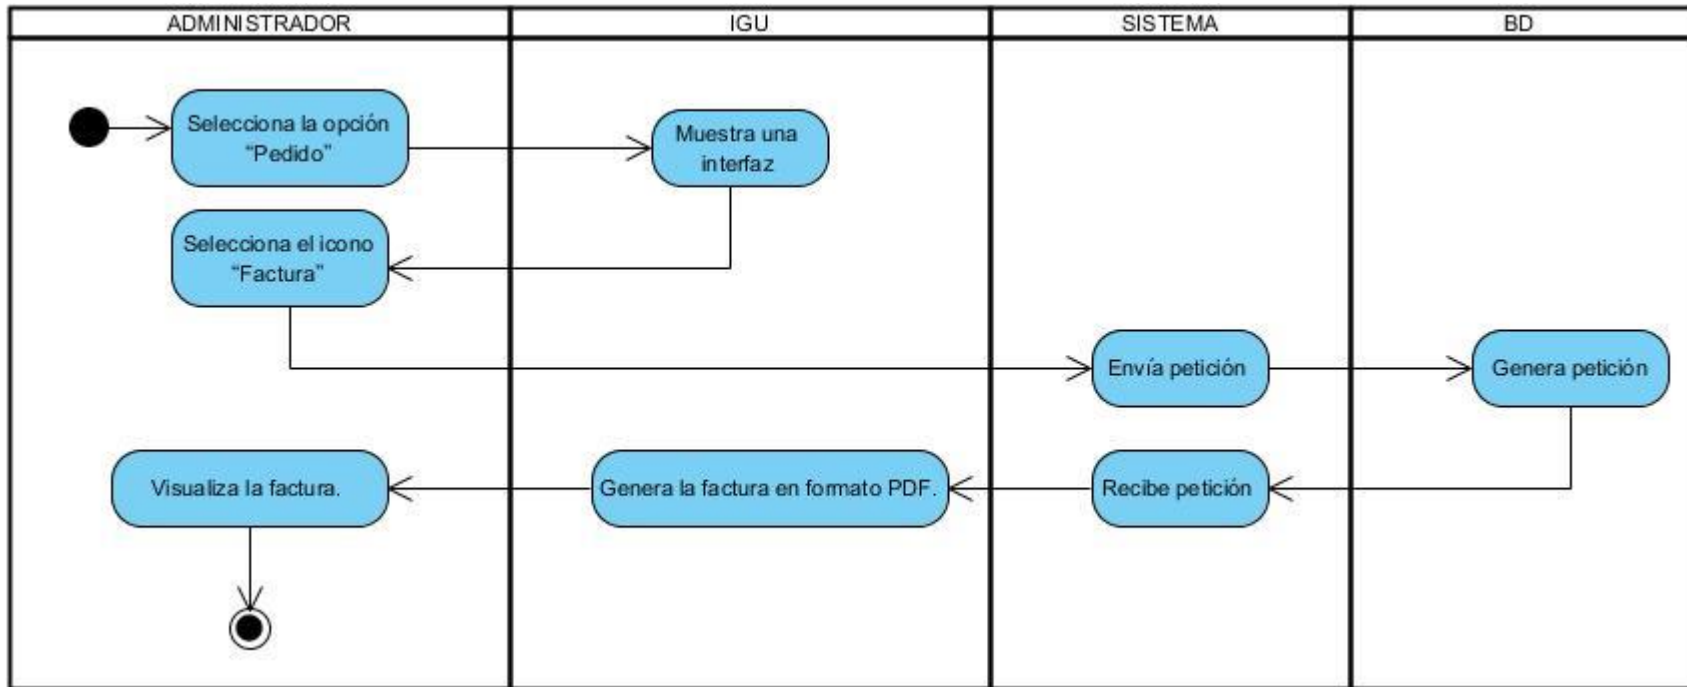 ADMINISTRADOR
IGU
SISTEMA
BD
Selecciona la opción
“Pedido”
Muestra una
interfaz
Selecciona el icono
“Factura”
Envía petición
Genera petición
Visualiza la factura.
Genera la factura en formato PDF.
Recibe petición